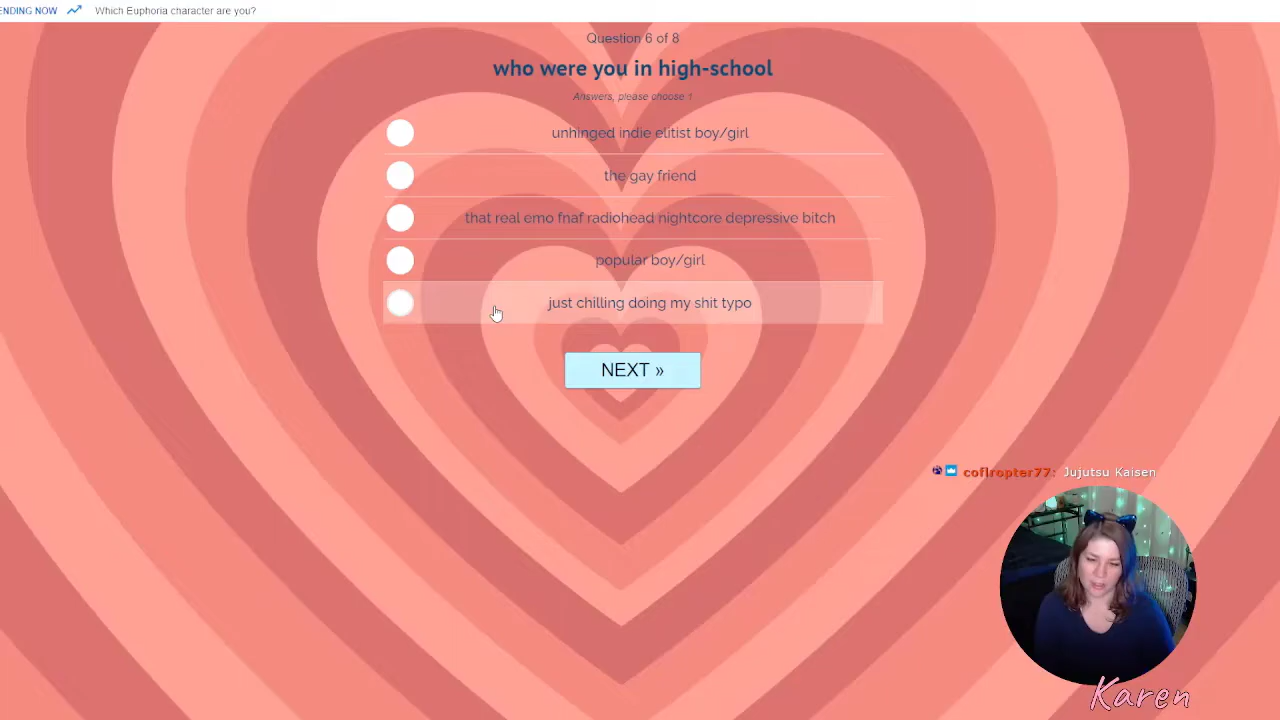 ENDING NOW Which Euphoria character are you?
Question 6 of 8
who were you in high-school
Answers, please choose 1
unhinged indie elitist boy/girl
the gay friend
that real emo fnaf radiohead nightcore depressive bitch
popular boy/girl
just chilling doing my shit typo
NEXT »
coflropter77: Jujutsu Kaisen
Karen